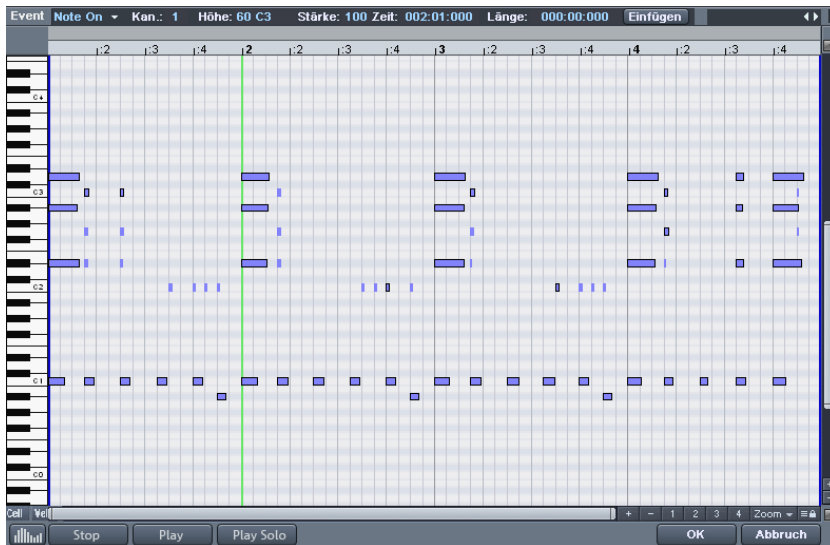 Event Note On Kan.: 1 Höhe: 60 C3 Stärke: 100 Zeit: 002:01:000 Länge: 000:00:000 Einfügen
:2 :3 :4 2 :2 :3 :4 3 :2 :3 :4 4 :2 :3 :4
C4
C3
C2
C1
C0
Cell Vel + - 1 2 3 4 Zoom
Stop Play Play Solo OK Abbruch